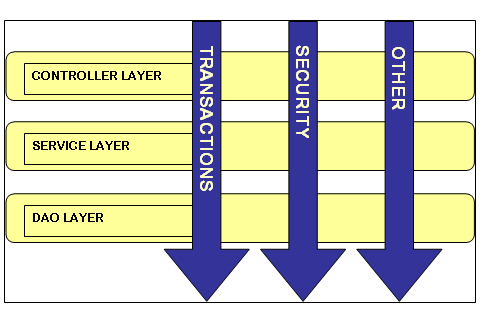 CONTROLLER LAYER
SERVICE LAYER
DAO LAYER
TRANSACTIONS
SECURITY
OTHER